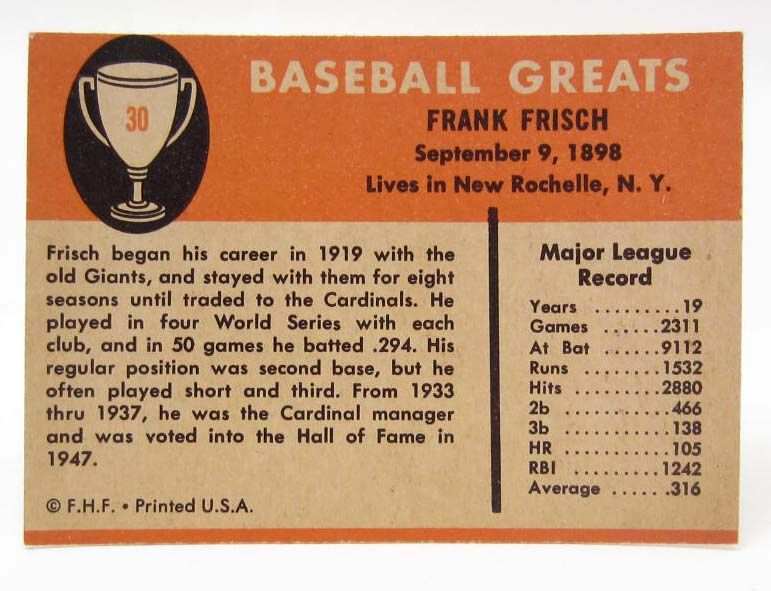 30
BASEBALL GREATS
FRANK FRISCH
September 9, 1898
Lives in New Rochelle, N. Y.
Frisch began his career in 1919 with the
old Giants, and stayed with them for eight
seasons until traded to the Cardinals. He
played in four World Series with each
club, and in 50 games he batted .294. His
regular position was second base, but he
often played short and third. From 1933
thru 1937, he was the Cardinal manager
and was voted into the Hall of Fame in
1947.
© F.H.F. • Printed U.S.A.
Major League
Record
Years .........19
Games ......2311
At Bat ......9112
Runs .........1532
Hits ..........2880
2b ............466
3b ............138
HR ...........105
RBI .........1242
Average ......316